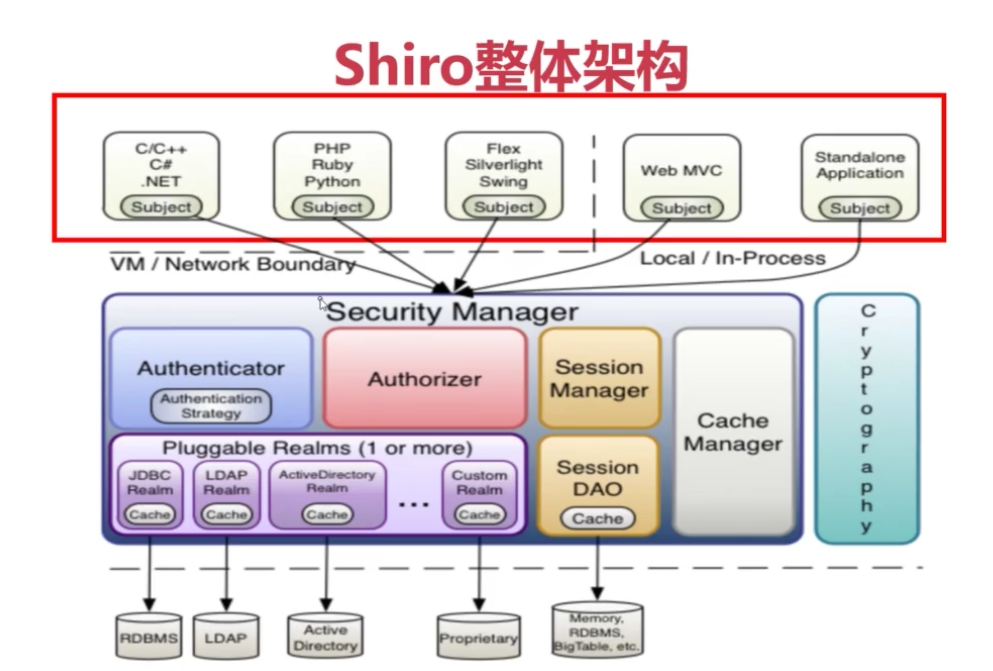 Shiro整体架构
C/C++
C#
.NET
Subject
PHP
Ruby
Python
Subject
Flex
Silverlight
Swing
Subject
Web MVC
Subject
Standalone
Application
Subject
VM / Network Boundary
Local / In-Process
Security Manager
Authenticator
Authentication
Strategy
Authorizer
Session
Manager
Cache
Manager
Cryptography
Pluggable Realms (1 or more)
JDBC
Realm
Cache
LDAP
Realm
Cache
ActiveDirectory
Realm
Cache
...
Custom
Realm
Cache
Session
DAO
Cache
RDBMS
LDAP
Active
Directory
Proprietary
Memory,
RDBMS,
BigTable, etc.